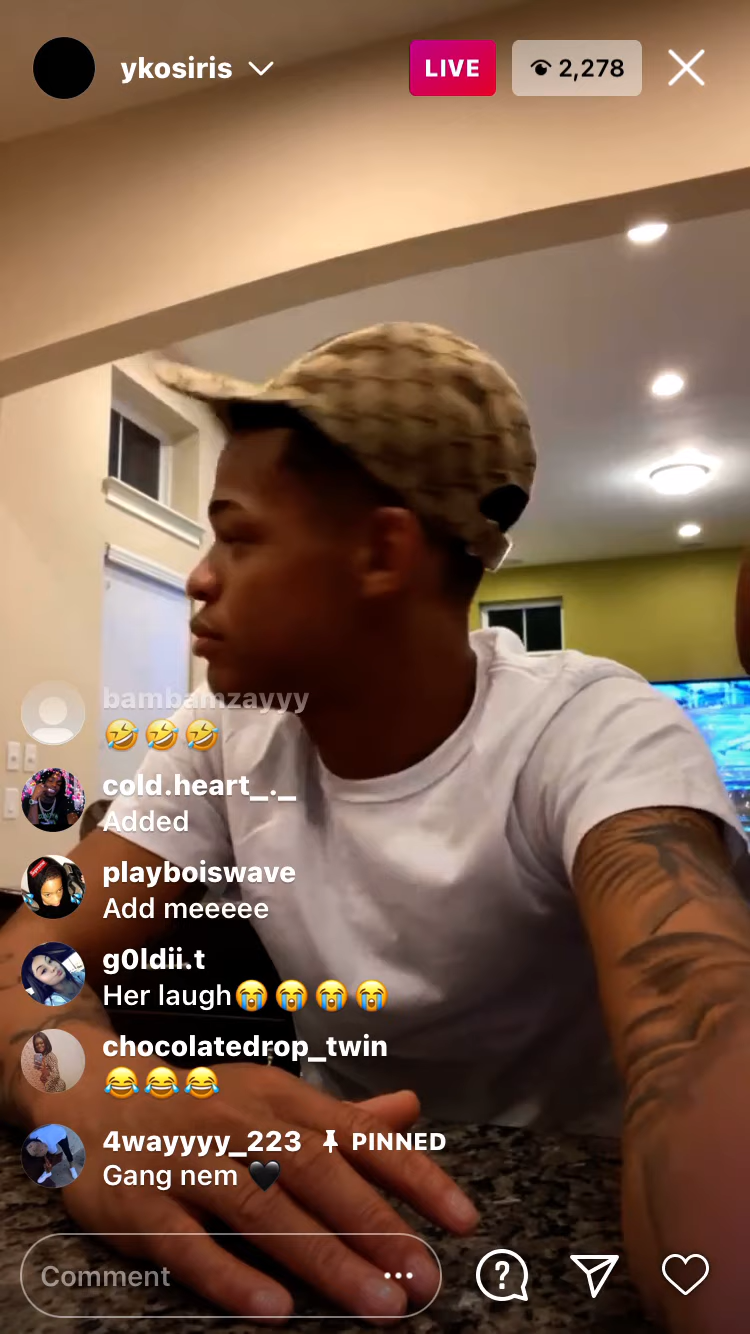 ykosiris
LIVE
2,278
bambamzayyy
🤣🤣🤣
cold.heart_._
Added
playboiswave
Add meeeee
g0ldii.t
Her laugh😭😭😭😭
chocolatedrop_twin
😂😂😂
4wayyyy_223 PINNED
Gang nem 🖤
Comment